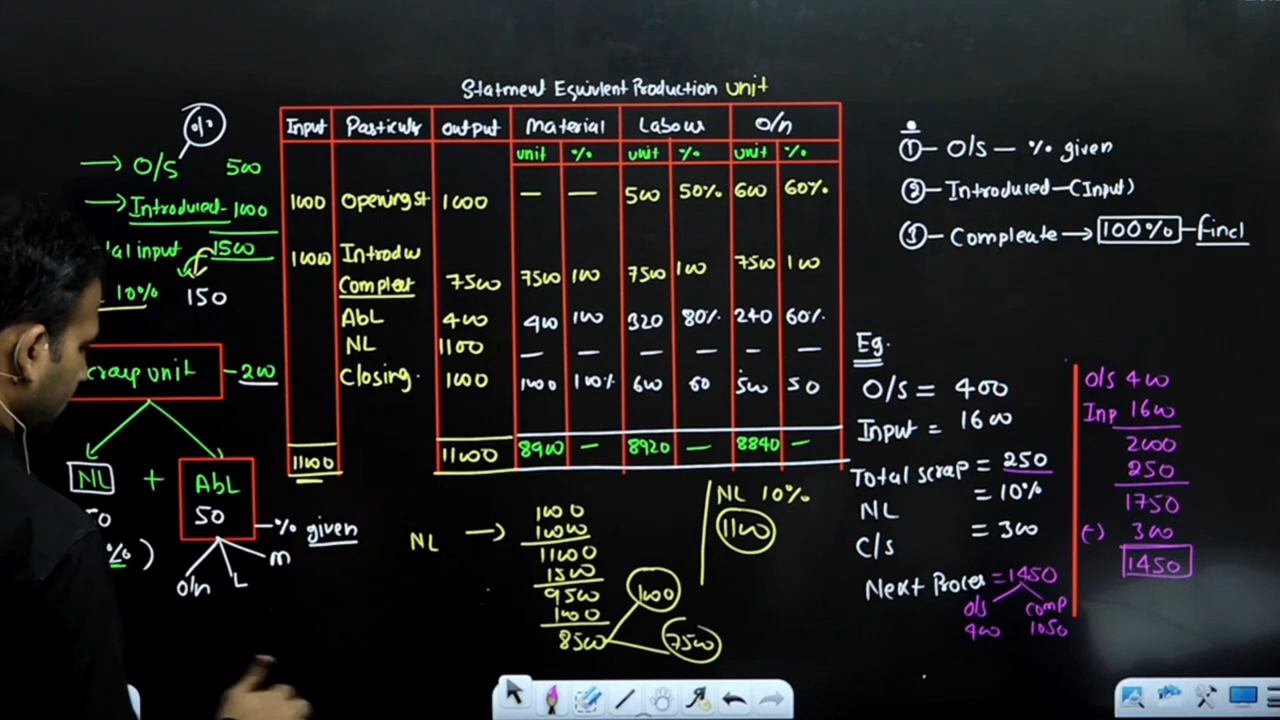 Statment Equivlent Production unit
Input Particulr output Material Labour o/n
unit % unit % unit %
1000 Opening st 1000 — — 500 50% 600 60%
10000 Introdu
Compleat 7500 7500 100 7500 100 7500 100
AbL 400 400 100 320 80% 240 60%
NL 1100 — — — — — —
Closing. 1000 1000 100% 600 60 500 50
11000 11000 8900 — 8920 — 8840 —
O/S 500
Introduced - 1000
input 1500
10% 150
unit - 200
NL + AbL
50
% given
o/n L m
NL → 1000
10000
11000
1500
9500
1000
8500
1000
7500
NL 10%
1100
① - O/S - % given
② - Introduced - (Input)
③ - Compleate → 100% - final
Eg.
O/S = 400
Input = 1600
Total scrap = 250
NL = 10%
C/s = 300
Next Proces = 1450
o/s comp
400 1050
O/s 400
Inp 1600
2000
250
1750
(-) 300
1450